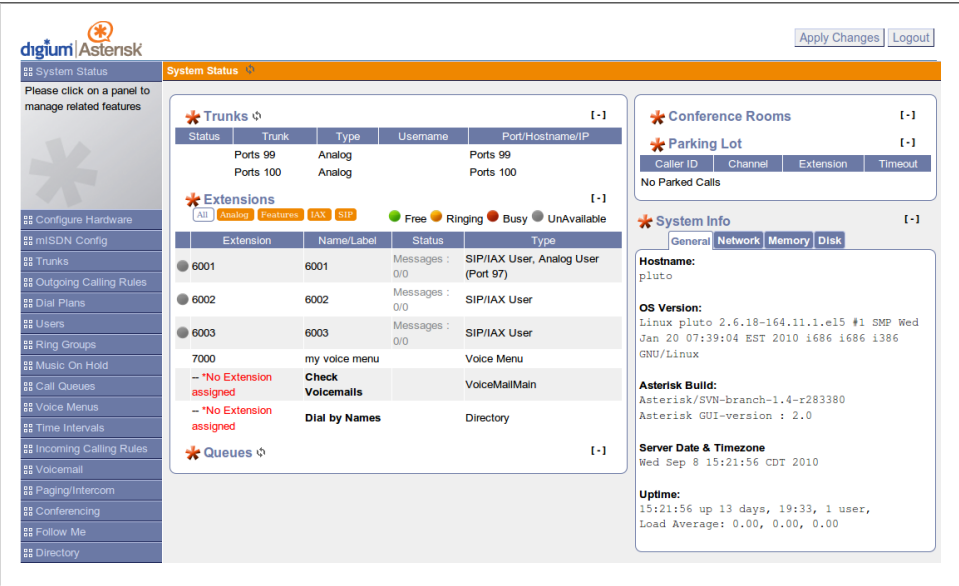 digium Asterisk
Apply Changes Logout
System Status
System Status
Please click on a panel to
manage related features
Configure Hardware
mISDN Config
Trunks
Outgoing Calling Rules
Dial Plans
Users
Ring Groups
Music On Hold
Call Queues
Voice Menus
Time Intervals
Incoming Calling Rules
Voicemail
Paging/Intercom
Conferencing
Follow Me
Directory
Trunks [-]
Status Trunk Type Username Port/Hostname/IP
Ports 99 Analog Ports 99
Ports 100 Analog Ports 100
Extensions [-]
All Analog Features IAX SIP Free Ringing Busy UnAvailable
Extension Name/Label Status Type
6001 6001 Messages : 0/0 SIP/IAX User, Analog User (Port 97)
6002 6002 Messages : 0/0 SIP/IAX User
6003 6003 Messages : 0/0 SIP/IAX User
7000 my voice menu Voice Menu
-- *No Extension assigned Check Voicemails VoiceMailMain
-- *No Extension assigned Dial by Names Directory
Queues [-]
Conference Rooms [-]
Parking Lot [-]
Caller ID Channel Extension Timeout
No Parked Calls
System Info [-]
General Network Memory Disk
Hostname:
pluto
OS Version:
Linux pluto 2.6.18-164.11.1.el5 #1 SMP Wed
Jan 20 07:39:04 EST 2010 i686 i686 i386
GNU/Linux
Asterisk Build:
Asterisk/SVN-branch-1.4-r283380
Asterisk GUI-version : 2.0
Server Date & Timezone
Wed Sep 8 15:21:56 CDT 2010
Uptime:
15:21:56 up 13 days, 19:33, 1 user,
Load Average: 0.00, 0.00, 0.00